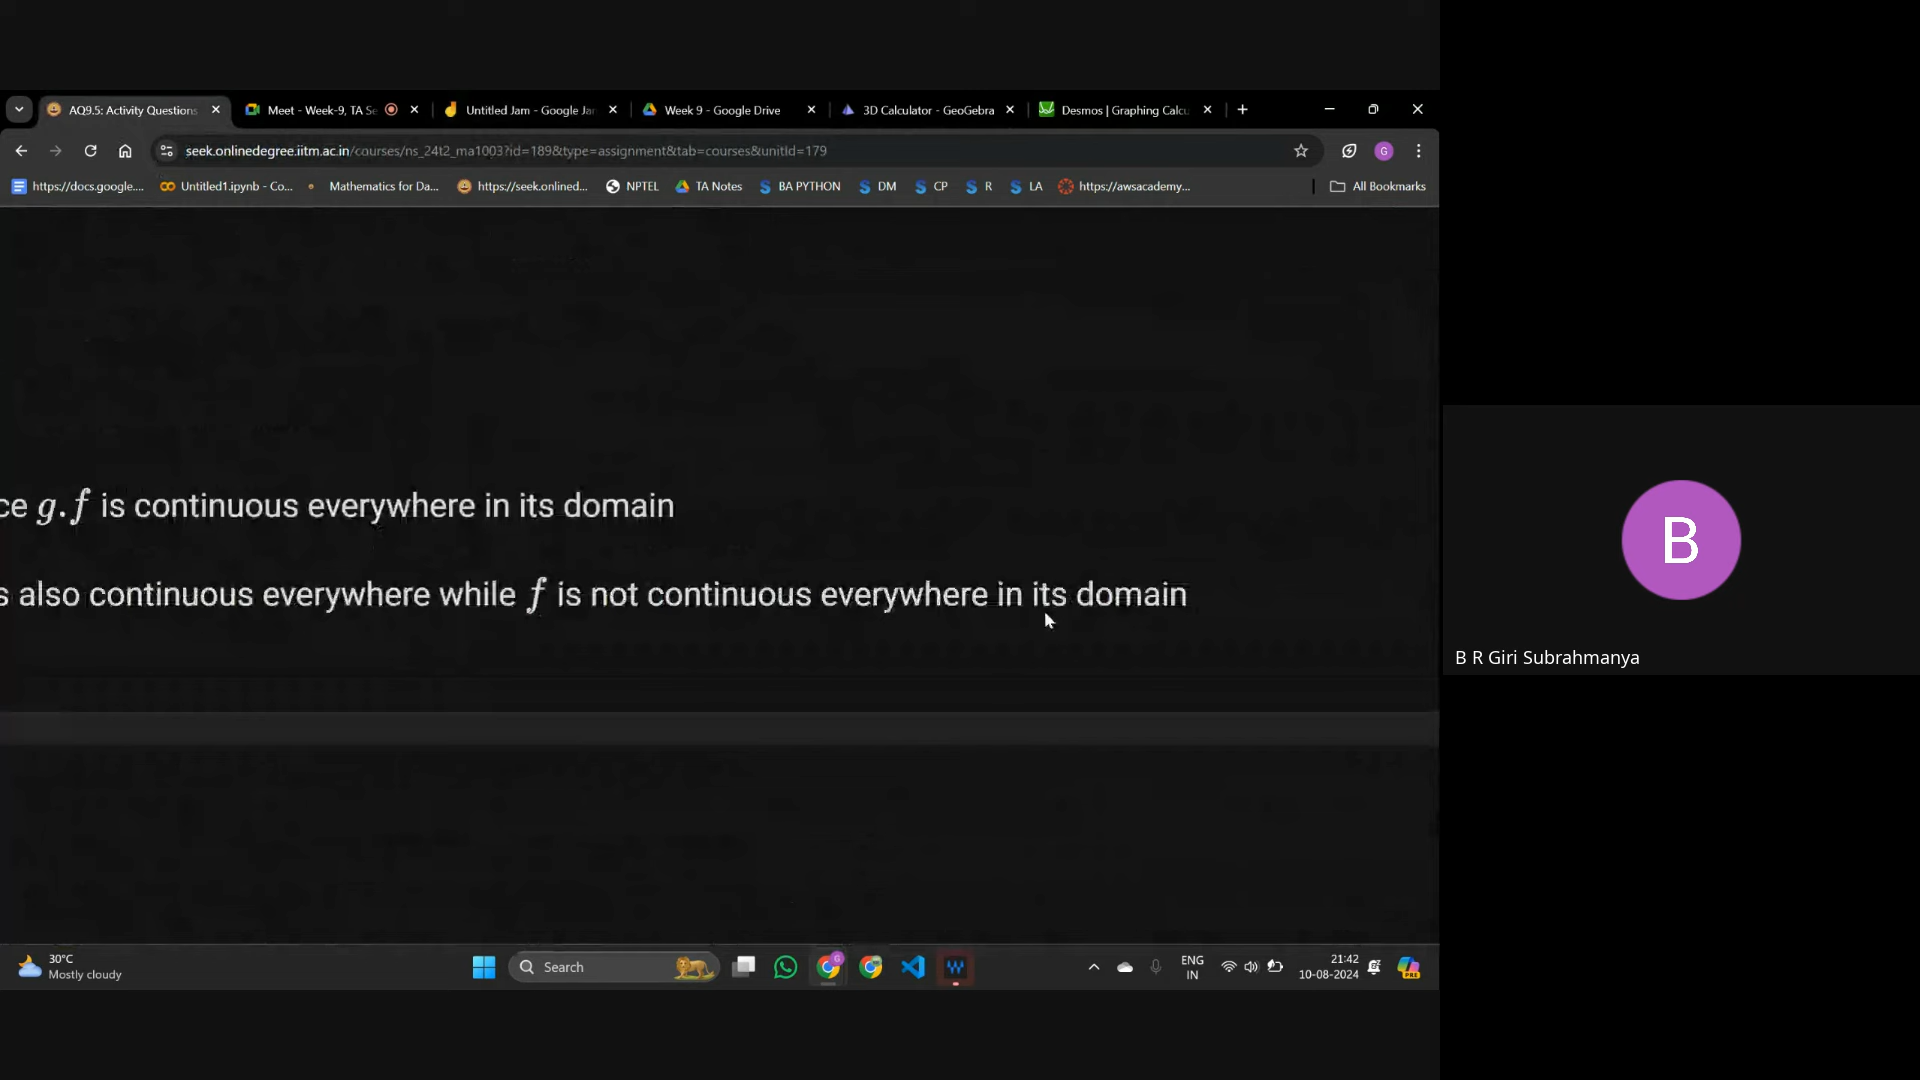 AQ9.5: Activity Questions
Meet - Week-9, TA Se
Untitled Jam - Google Ja
Week 9 - Google Drive
3D Calculator - GeoGebra
Desmos | Graphing Calcu
seek.onlinedegree.iitm.ac.in/courses/ns_24t2_ma1003?id=189&type=assignment&tab=courses&unitId=179
https://docs.google....
Untitled1.ipynb - Co...
Mathematics for Da...
https://seek.onlined...
NPTEL
TA Notes
BA PYTHON
DM
CP
R
LA
https://awsacademy...
All Bookmarks
G
ce g.f is continuous everywhere in its domain
s also continuous everywhere while f is not continuous everywhere in its domain
B
B R Giri Subrahmanya
30°C
Mostly cloudy
Search
G
ENG
IN
21:42
10-08-2024
PRE